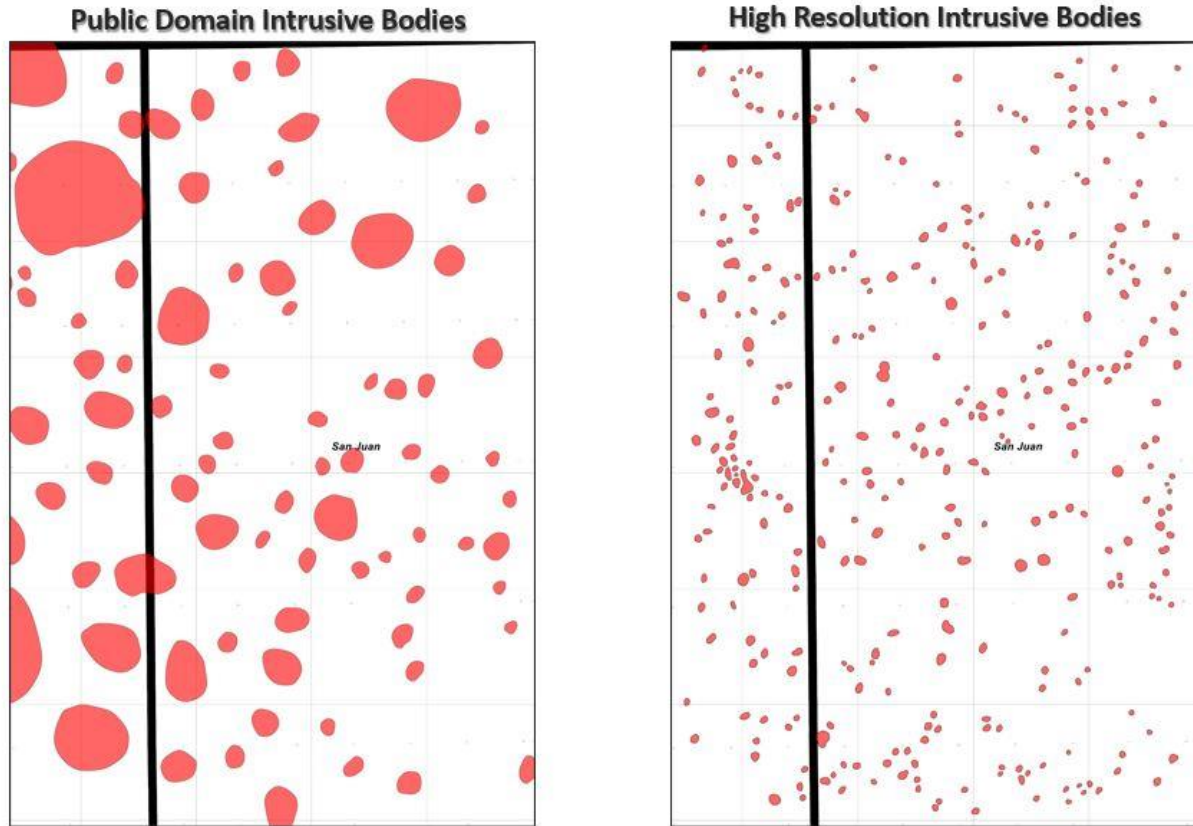 Public Domain Intrusive Bodies
High Resolution Intrusive Bodies
San Juan
San Juan